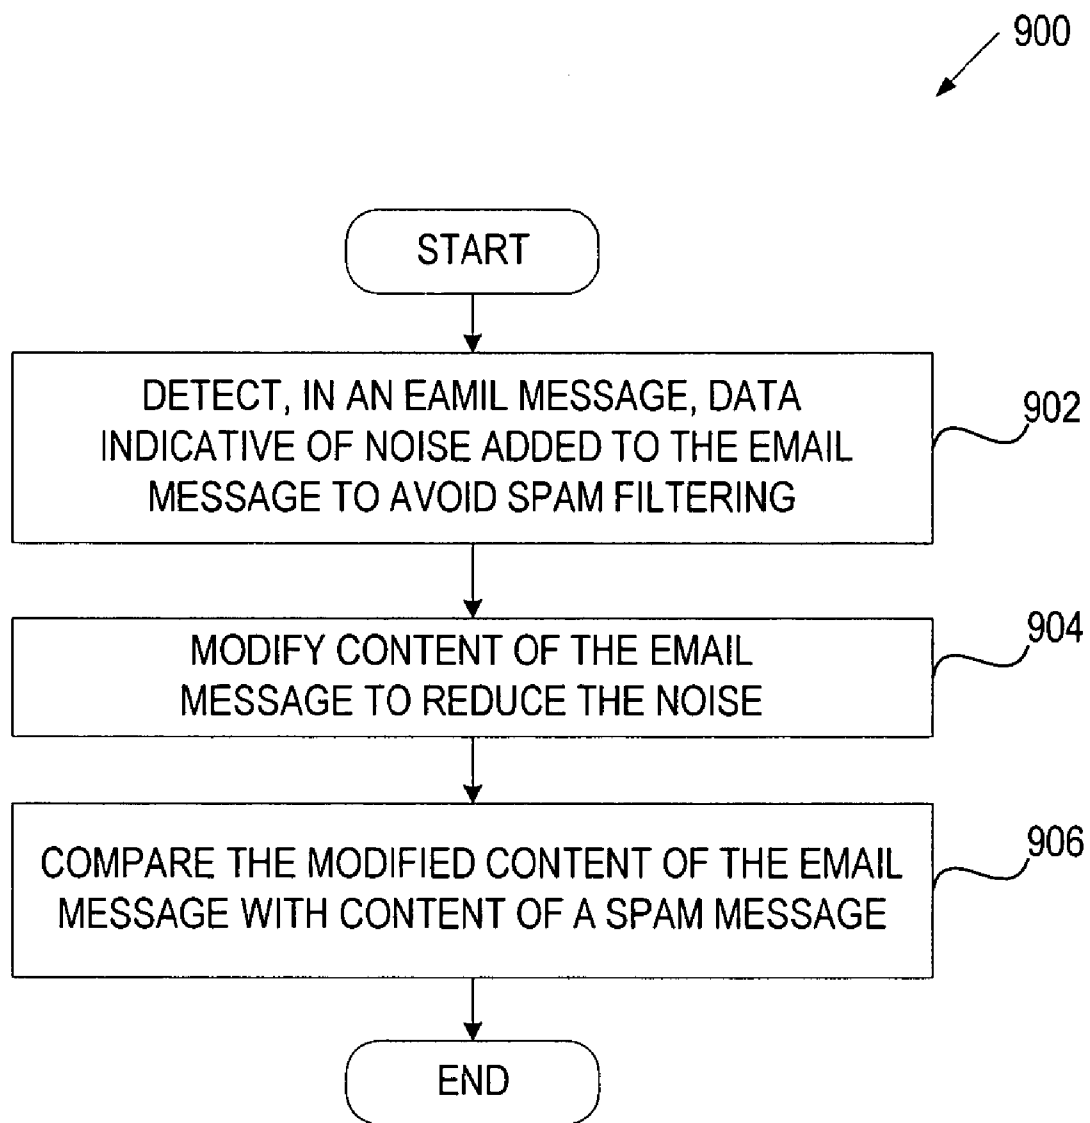 900
START
DETECT, IN AN EAMIL MESSAGE, DATA
INDICATIVE OF NOISE ADDED TO THE EMAIL
MESSAGE TO AVOID SPAM FILTERING
902
MODIFY CONTENT OF THE EMAIL
MESSAGE TO REDUCE THE NOISE
904
COMPARE THE MODIFIED CONTENT OF THE EMAIL
MESSAGE WITH CONTENT OF A SPAM MESSAGE
906
END